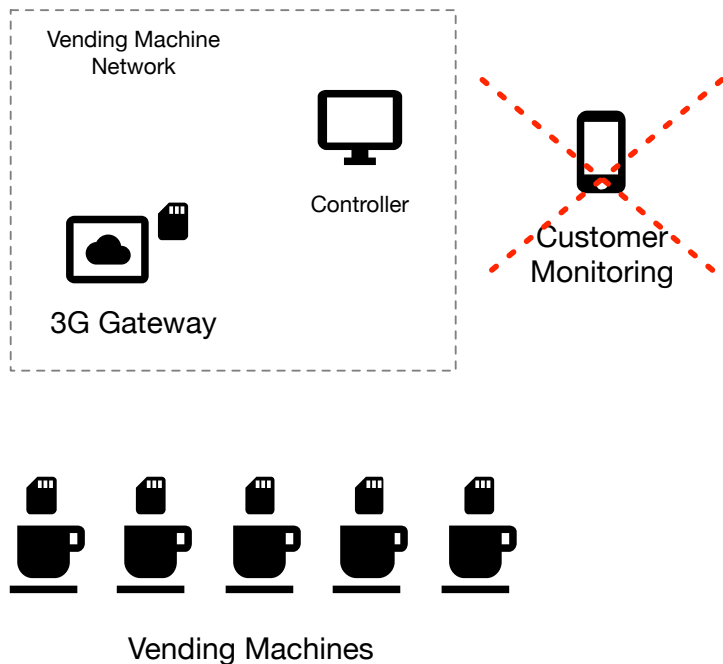 Vending Machine
Network
Controller
3G Gateway
Customer
Monitoring
Vending Machines